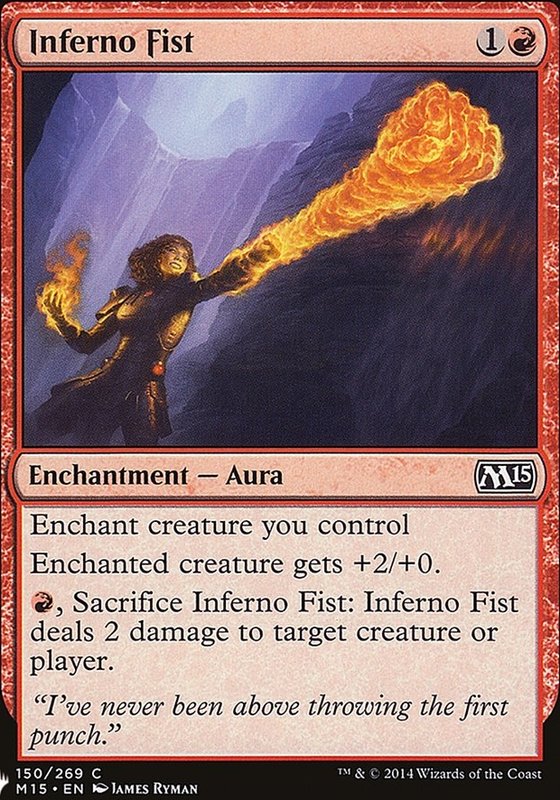 Inferno Fist 1
Enchantment — Aura M15
Enchant creature you control
Enchanted creature gets +2/+0.
, Sacrifice Inferno Fist: Inferno Fist
deals 2 damage to target creature or
player.
“I’ve never been above throwing the first
punch.”
150/269 C
M15 • EN James Ryman
™ & © 2014 Wizards of the Coast